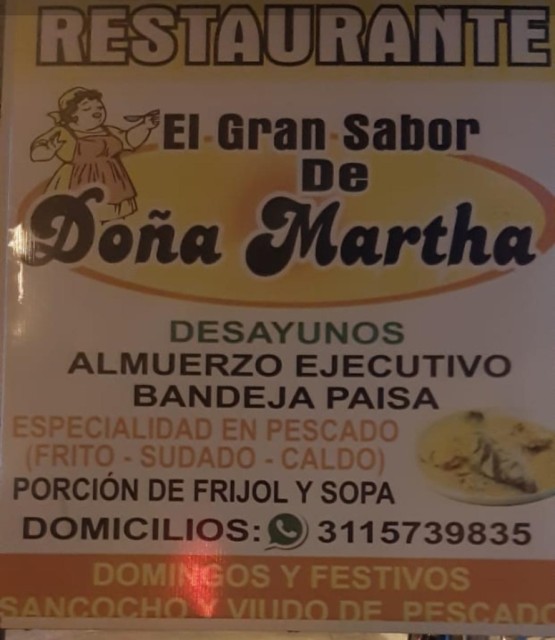 RESTAURANTE
El Gran Sabor
De
Doña Martha
DESAYUNOS
ALMUERZO EJECUTIVO
BANDEJA PAISA
ESPECIALIDAD EN PESCADO
(FRITO - SUDADO - CALDO)
PORCIÓN DE FRIJOL Y SOPA
DOMICILIOS: 3115739835
DOMINGOS Y FESTIVOS
SANCOCHO Y VIUDO DE PESCADO